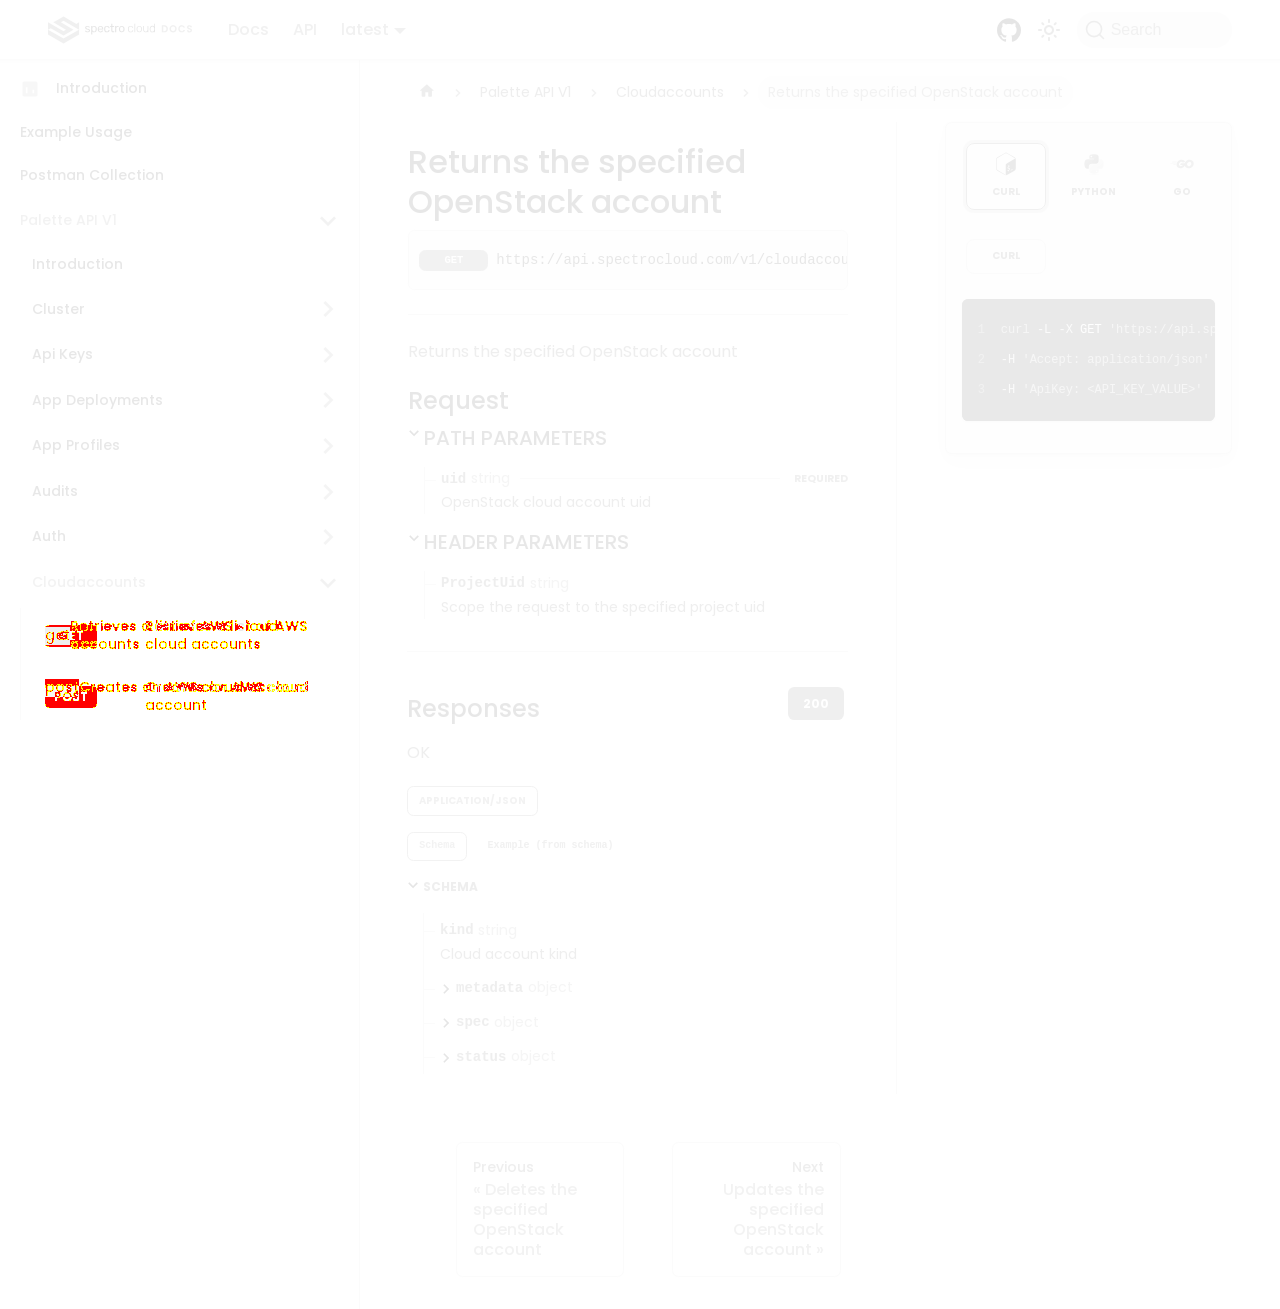 spectro cloud DOCS
Docs
API
latest
Search
Introduction
Example Usage
Postman Collection
Palette API V1
Introduction
Cluster
Api Keys
App Deployments
App Profiles
Audits
Auth
Cloudaccounts
cloud accounts
account
Palette API V1
Cloudaccounts
Returns the specified OpenStack account
Returns the specified
OpenStack account
GET https://api.spectrocloud.com/v1/cloudaccou
Returns the specified OpenStack account
Request
PATH PARAMETERS
uid string REQUIRED
OpenStack cloud account uid
HEADER PARAMETERS
ProjectUid string
Scope the request to the specified project uid
Responses
200
OK
APPLICATION/JSON
Schema
Example (from schema)
SCHEMA
kind string
Cloud account kind
metadata object
spec object
status object
Previous
« Deletes the
specified
OpenStack
account
Next
Updates the
specified
OpenStack
account »
CURL
PYTHON
GO
CURL
1 curl -L -X GET 'https://api.sp
2 -H 'Accept: application/json'
3 -H 'ApiKey: <API_KEY_VALUE>'